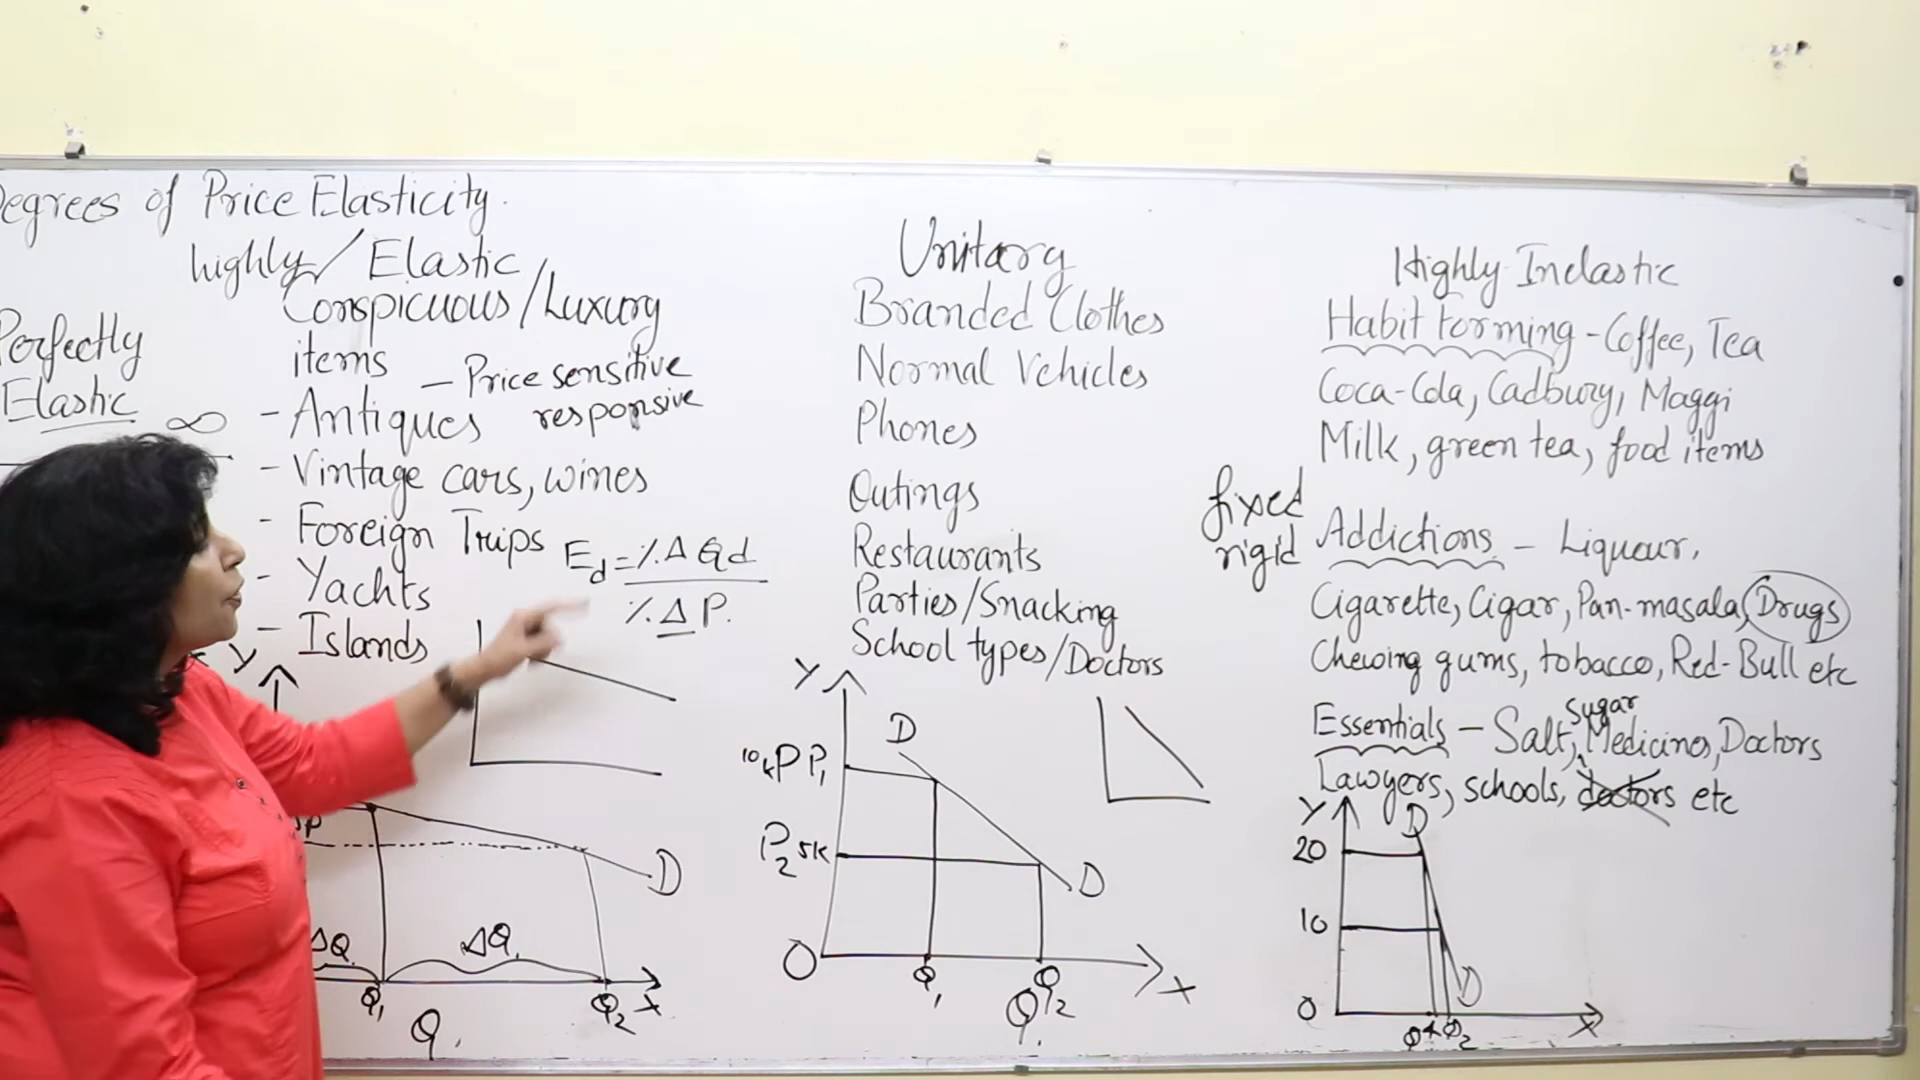 Degrees of Price Elasticity.
Perfectly
Elastic
∞
highly/Elastic
Conspicuous/Luxury
items
- Price sensitive
responsive
- Antiques
- Vintage cars, wines
- Foreign Trips
- Yachts
- Islands
Ed = %Δ Qd
%Δ P.
Y
D
ΔQ
ΔQ
Q1
Q2
X
Q
Unitary
Branded Clothes
Normal Vehicles
Phones
Outings
Restaurants
Parties/Snacking
School types/Doctors
Y
D
10k P P1
P2 5k
D
O
Q1
Q2
X
Q
Highly Inelastic
Habit forming - Coffee, Tea
Coca-Cola, Cadbury, Maggi
Milk, green tea, food items
fixed
rigid
Addictions - Liqueur,
Cigarette, Cigar, Pan-masala, Drugs
Chewing gums, tobacco, Red-Bull etc
sugar
Essentials - Salt, Medicines, Doctors
Lawyers, schools, doctors etc
Y
D
20
10
D
0
Q2
X